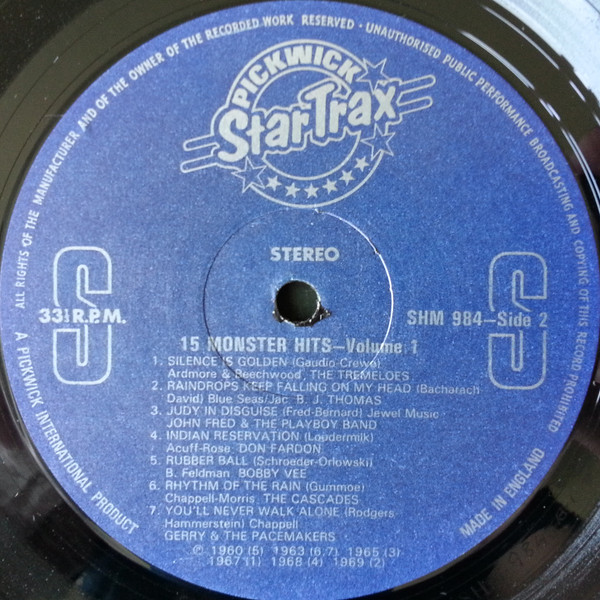 ALL RIGHTS OF THE MANUFACTURER AND OF THE OWNER OF THE RECORDED WORK RESERVED · UNAUTHORISED PUBLIC PERFORMANCE BROADCASTING AND COPYING OF THIS RECORD PROHIBITED
PICKWICK
StarTrax
STEREO
S
S
33⅓ R.P.M.
SHM 984—Side 2
15 MONSTER HITS—Volume 1
1. SILENCE IS GOLDEN (Gaudio-Crewe)
Ardmore & Beechwood THE TREMELOES
2. RAINDROPS KEEP FALLING ON MY HEAD (Bacharach
David) Blue Seas/Jac. B. J. THOMAS
3. JUDY IN DISGUISE (Fred-Bernard) Jewel Music
JOHN FRED & THE PLAYBOY BAND
4. INDIAN RESERVATION (Loudermilk)
Acuff-Rose DON FARDON
5. RUBBER BALL (Schroeder-Orlowski)
B. Feldman BOBBY VEE
6. RHYTHM OF THE RAIN (Gummoe)
Chappell-Morris THE CASCADES
7. YOU'LL NEVER WALK ALONE (Rodgers
Hammerstein) Chappell
GERRY & THE PACEMAKERS
℗ 1960 (5) 1963 (6,7) 1965 (3)
1967 (1) 1968 (4) 1969 (2)
A PICKWICK INTERNATIONAL PRODUCT
MADE IN ENGLAND